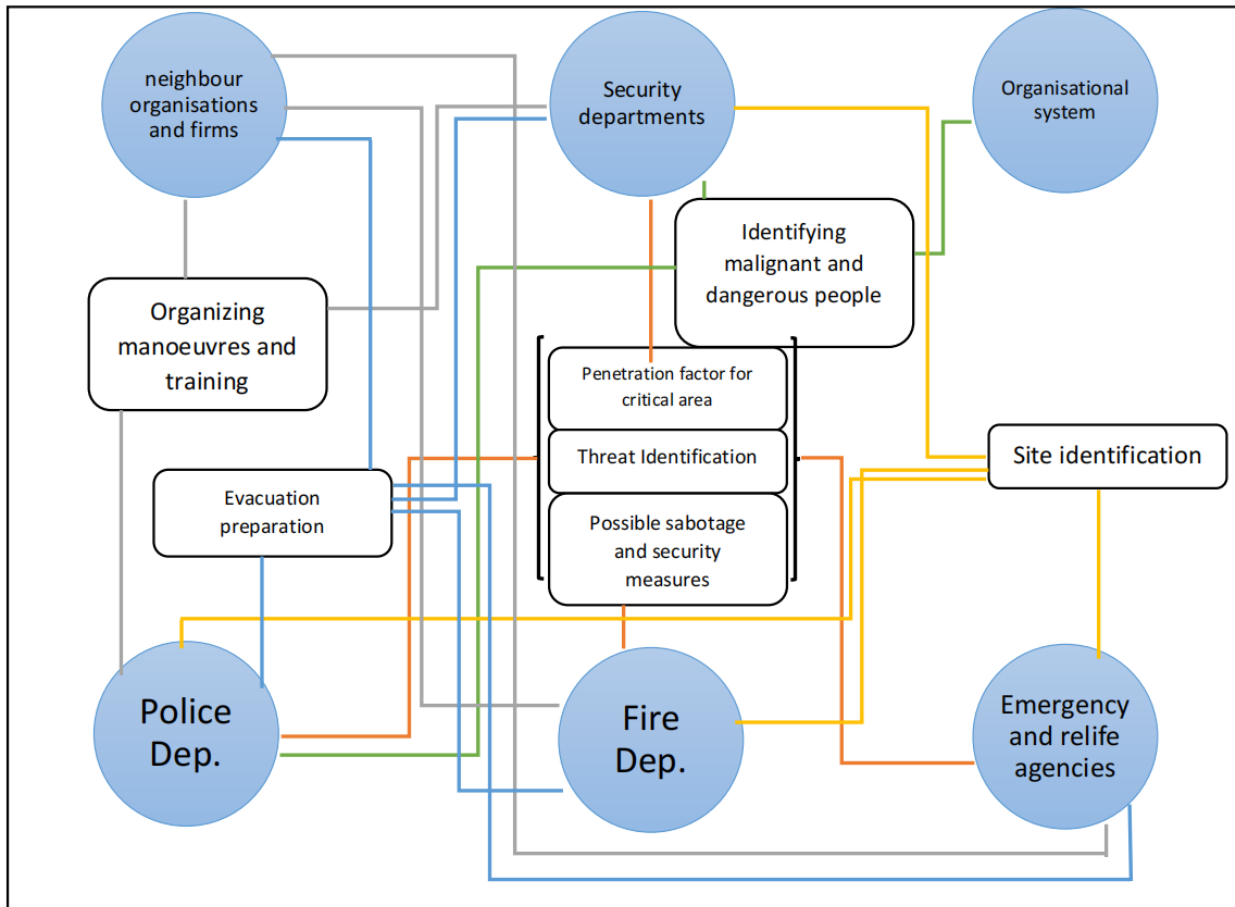 neighbour
organisations
and firms
Security
departments
Organisational
system
Identifying
malignant and
dangerous people
Organizing
manoeuvres and
training
Penetration factor for
critical area
Threat Identification
Site identification
Evacuation
preparation
Possible sabotage
and security
measures
Police
Dep.
Fire
Dep.
Emergency
and relife
agencies